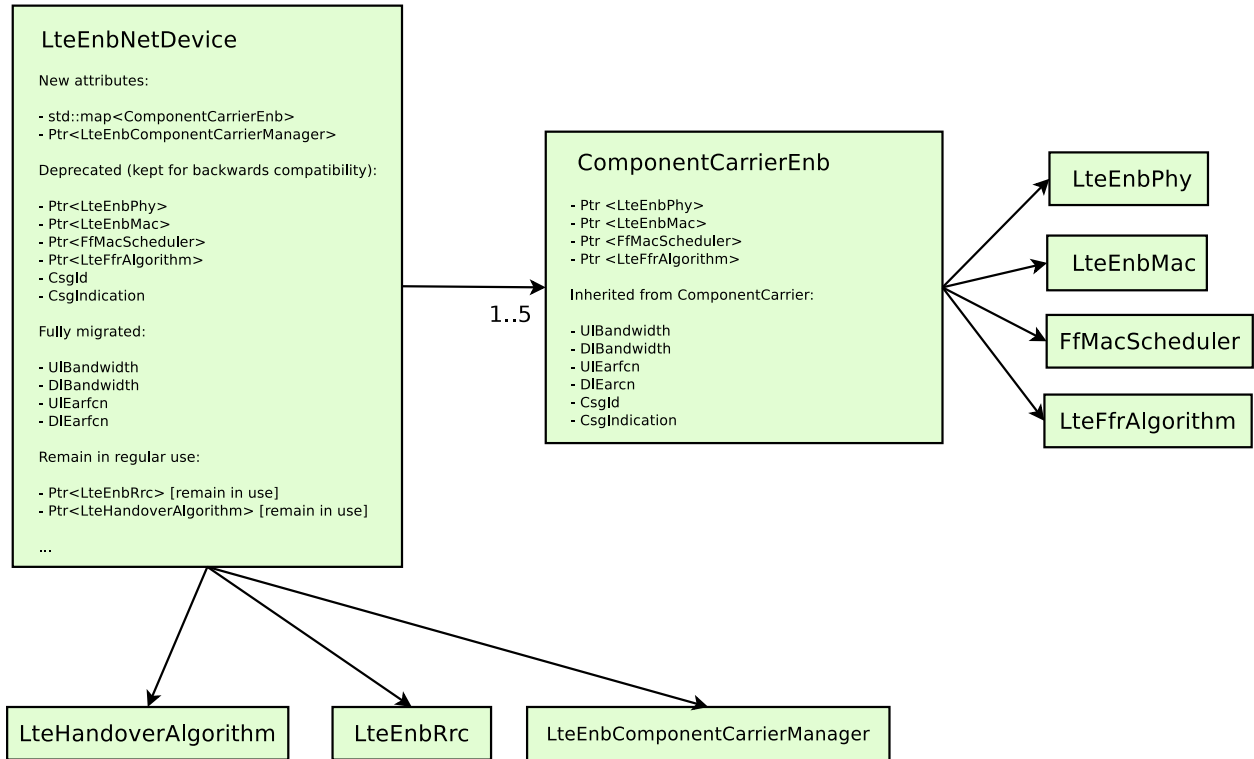 LteEnbNetDevice
New attributes:
- std::map<ComponentCarrierEnb>
- Ptr<LteEnbComponentCarrierManager>
Deprecated (kept for backwards compatibility):
- Ptr<LteEnbPhy>
- Ptr<LteEnbMac>
- Ptr<FfMacScheduler>
- Ptr<LteFfrAlgorithm>
- CsgId
- CsgIndication
Fully migrated:
- UlBandwidth
- DlBandwidth
- UlEarfcn
- DlEarfcn
Remain in regular use:
- Ptr<LteEnbRrc> [remain in use]
- Ptr<LteHandoverAlgorithm> [remain in use]
...
1..5
ComponentCarrierEnb
- Ptr <LteEnbPhy>
- Ptr <LteEnbMac>
- Ptr <FfMacScheduler>
- Ptr <LteFfrAlgorithm>
Inherited from ComponentCarrier:
- UlBandwidth
- DlBandwidth
- UlEarfcn
- DlEarcn
- CsgId
- CsgIndication
LteEnbPhy
LteEnbMac
FfMacScheduler
LteFfrAlgorithm
LteHandoverAlgorithm
LteEnbRrc
LteEnbComponentCarrierManager